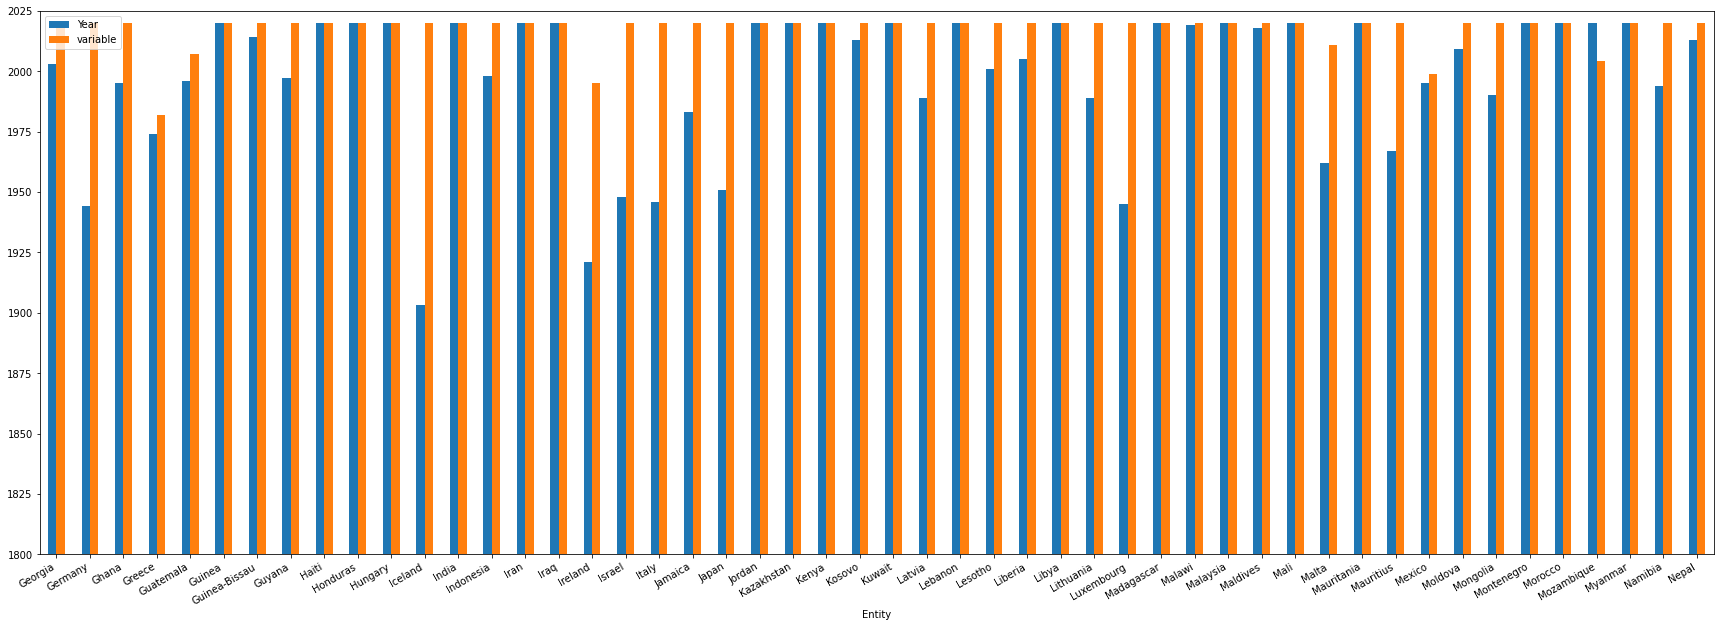 2025
2000
1975
1950
1925
1900
1875
1850
1825
1800
Year
variable
Georgia
Germany
Ghana
Greece
Guatemala
Guinea
Guinea-Bissau
Guyana
Haiti
Honduras
Hungary
Iceland
India
Indonesia
Iran
Iraq
Ireland
Israel
Italy
Jamaica
Japan
Jordan
Kazakhstan
Kenya
Kosovo
Kuwait
Latvia
Lebanon
Lesotho
Liberia
Libya
Lithuania
Luxembourg
Madagascar
Malawi
Malaysia
Maldives
Mali
Malta
Mauritania
Mauritius
Mexico
Moldova
Mongolia
Montenegro
Morocco
Mozambique
Myanmar
Namibia
Nepal
Entity